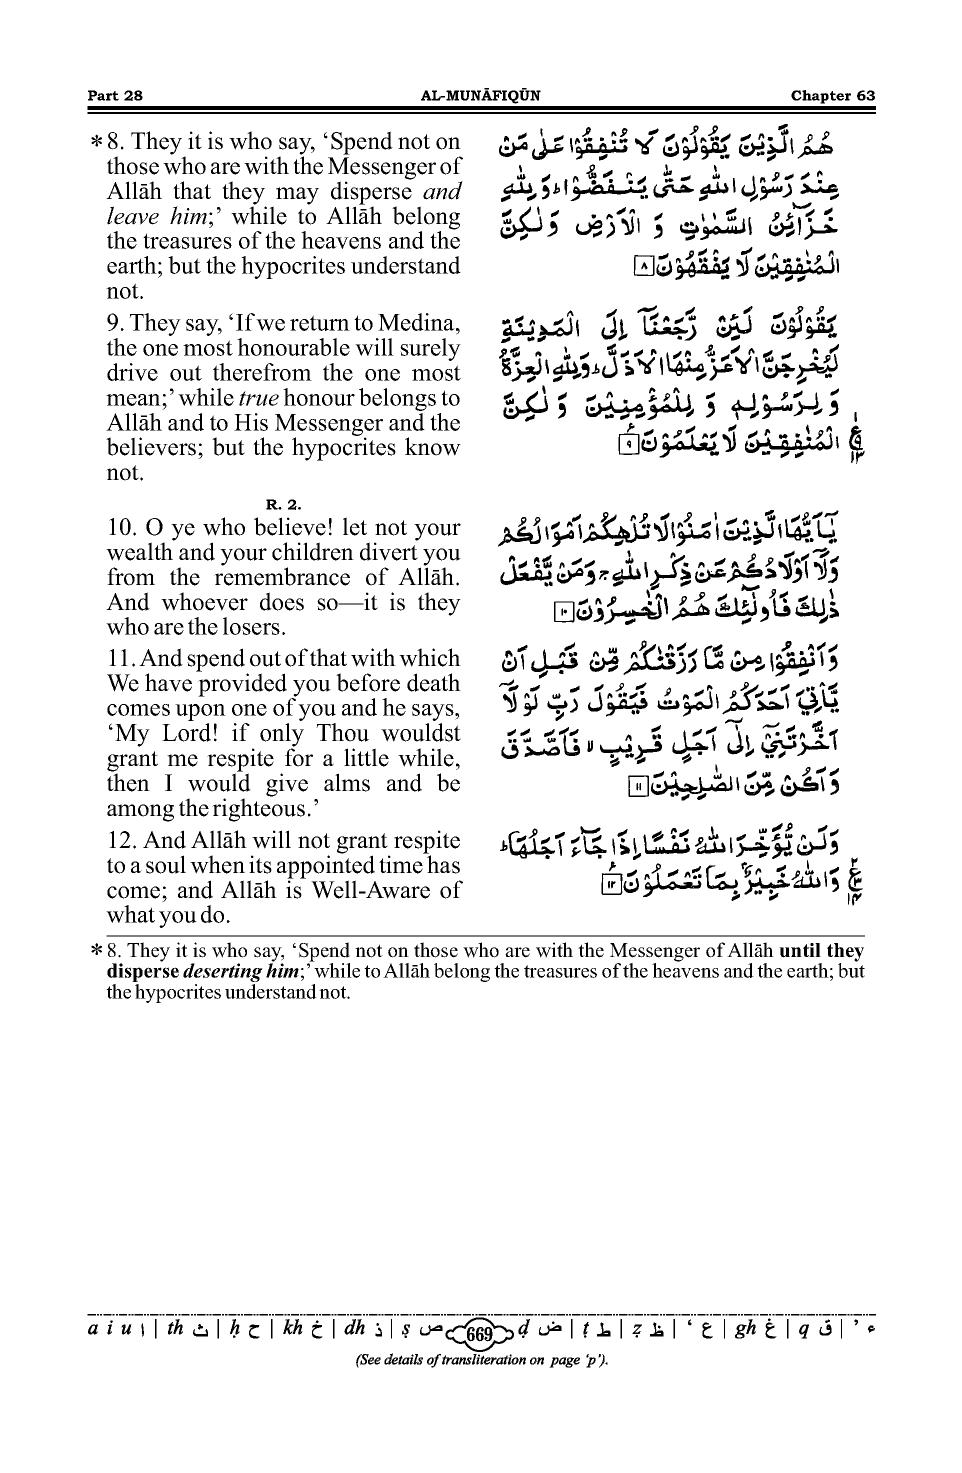 Part 28 AL-MUNĀFIQŪN Chapter 63
*8. They it is who say, ‘Spend not on
those who are with the Messenger of
Allāh that they may disperse and
leave him;’ while to Allāh belong
the treasures of the heavens and the
earth; but the hypocrites understand
not.
هُمُ الَّذِيْنَ يَقُوْلُوْنَ لَا تُنْفِقُوْا عَلٰى مَنْ
عِنْدَ رَسُوْلِ اللّٰهِ حَتّٰى يَنْفَضُّوْا ؕ وَ لِلّٰهِ
خَزَآئِنُ السَّمٰوٰتِ وَ الْاَرْضِ وَ لٰكِنَّ
الْمُنٰفِقِيْنَ لَا يَفْقَهُوْنَ ۸
9. They say, ‘If we return to Medina,
the one most honourable will surely
drive out therefrom the one most
mean;’ while true honour belongs to
Allāh and to His Messenger and the
believers; but the hypocrites know
not.
يَقُوْلُوْنَ لَئِنْ رَّجَعْنَاۤ اِلَى الْمَدِيْنَةِ
لَيُخْرِجَنَّ الْاَعَزُّ مِنْهَا الْاَذَلَّ ؕ وَ لِلّٰهِ الْعِزَّةُ
وَ لِرَسُوْلِهٖ وَ لِلْمُؤْمِنِيْنَ وَ لٰكِنَّ
الْمُنٰفِقِيْنَ لَا يَعْلَمُوْنَ ۹
R. 2.
10. O ye who believe! let not your
wealth and your children divert you
from the remembrance of Allāh.
And whoever does so—it is they
who are the losers.
يٰۤاَيُّهَا الَّذِيْنَ اٰمَنُوْا لَا تُلْهِكُمْ اَمْوَالُكُمْ
وَلَاۤ اَوْلَادُكُمْ عَنْ ذِكْرِ اللّٰهِ ۚ وَمَنْ يَّفْعَلْ
ذٰلِكَ فَاُولٰٓئِكَ هُمُ الْخٰسِرُوْنَ ۱۰
11. And spend out of that with which
We have provided you before death
comes upon one of you and he says,
‘My Lord! if only Thou wouldst
grant me respite for a little while,
then I would give alms and be
among the righteous.’
وَاَنْفِقُوْا مِنْ مَّا رَزَقْنٰكُمْ مِّنْ قَبْلِ اَنْ
يَّاْتِيَ اَحَدَكُمُ الْمَوْتُ فَيَقُوْلَ رَبِّ لَوْ لَاۤ
اَخَّرْتَنِيْۤ اِلٰۤى اَجَلٍ قَرِيْبٍ ۙ فَاَصَّدَّقَ
وَاَكُنْ مِّنَ الصّٰلِحِيْنَ ۱۱
12. And Allāh will not grant respite
to a soul when its appointed time has
come; and Allāh is Well-Aware of
what you do.
وَلَنْ يُّؤَخِّرَ اللّٰهُ نَفْسًا اِذَا جَآءَ اَجَلُهَا ؕ
وَاللّٰهُ خَبِيْرٌۢ بِمَا تَعْمَلُوْنَ ۱۲
*8. They it is who say, ‘Spend not on those who are with the Messenger of Allāh until they
disperse deserting him;’ while to Allāh belong the treasures of the heavens and the earth; but
the hypocrites understand not.
a i u ا | th ث | ḥ ح | kh خ | dh ذ | ṣ ص 669 ḍ ض | ṭ ط | ẓ ظ | ‘ ع | gh غ | q ق | ’ ء
(See details of transliteration on page ‘p’).